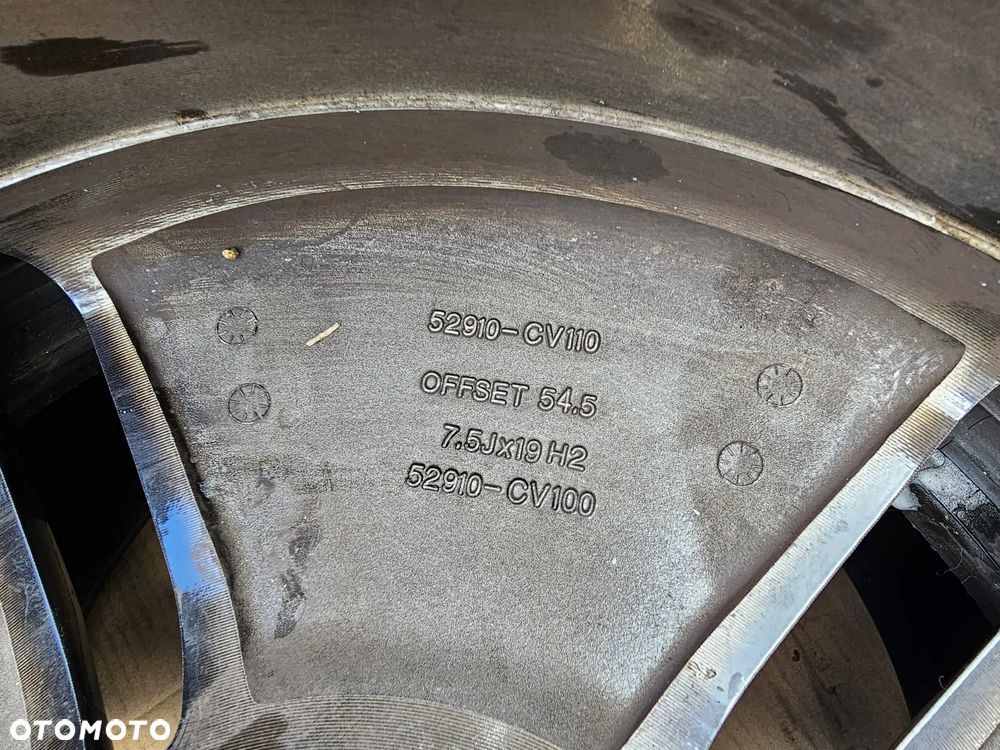 52910-CV110
OFFSET 54.5
7.5Jx19 H2
52910-CV100
OTOMOTO